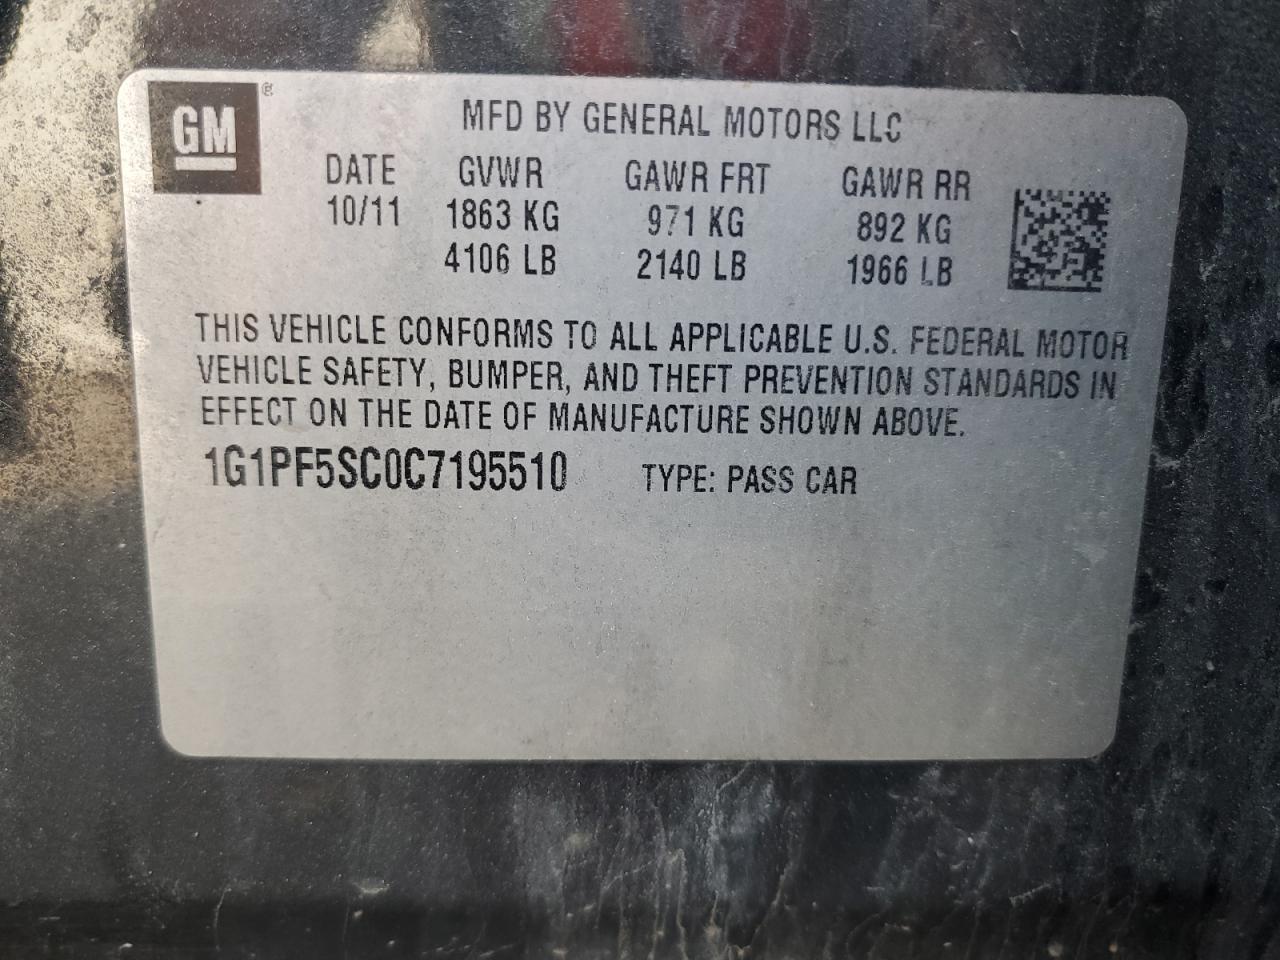 GM ®
MFD BY GENERAL MOTORS LLC
DATE GVWR GAWR FRT GAWR RR
10/11 1863 KG 971 KG 892 KG
4106 LB 2140 LB 1966 LB
THIS VEHICLE CONFORMS TO ALL APPLICABLE U.S. FEDERAL MOTOR
VEHICLE SAFETY, BUMPER, AND THEFT PREVENTION STANDARDS IN
EFFECT ON THE DATE OF MANUFACTURE SHOWN ABOVE.
1G1PF5SC0C7195510 TYPE: PASS CAR